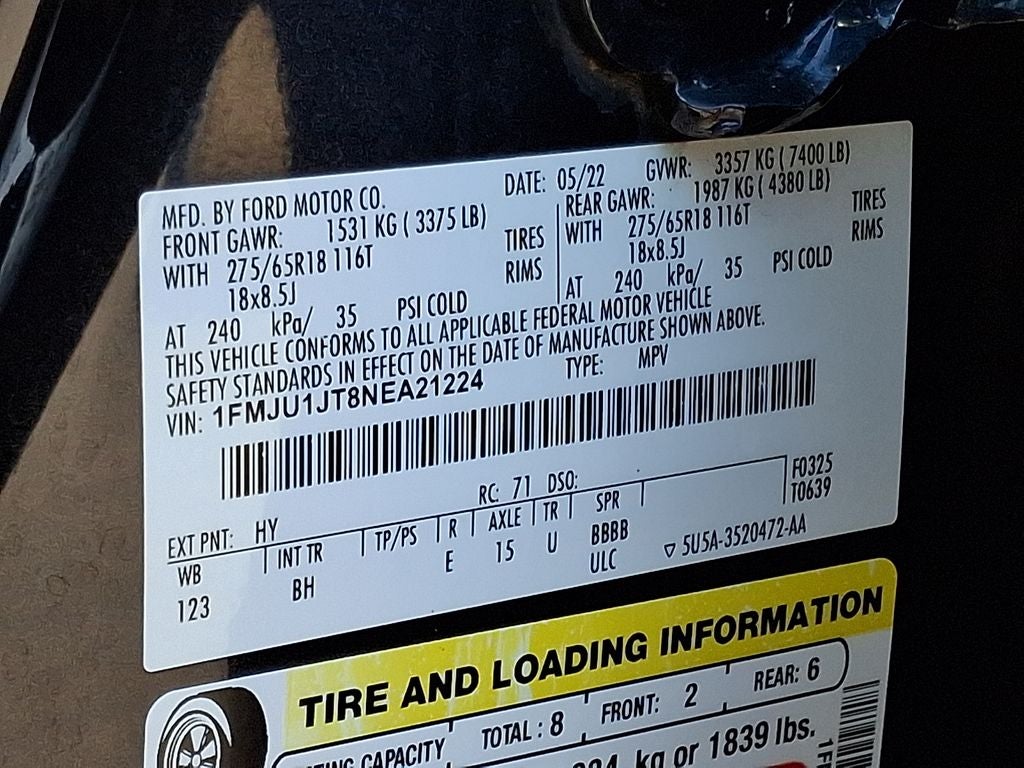 MFD. BY FORD MOTOR CO. DATE: 05/22 GVWR: 3357 KG ( 7400 LB)
FRONT GAWR: 1531 KG ( 3375 LB) REAR GAWR: 1987 KG ( 4380 LB)
WITH 275/65R18 116T TIRES WITH 275/65R18 116T TIRES
18x8.5J RIMS 18x8.5J RIMS
AT 240 kPa/ 35 PSI COLD AT 240 kPa/ 35 PSI COLD
THIS VEHICLE CONFORMS TO ALL APPLICABLE FEDERAL MOTOR VEHICLE
SAFETY STANDARDS IN EFFECT ON THE DATE OF MANUFACTURE SHOWN ABOVE.
VIN: 1FMJU1JT8NEA21224 TYPE: MPV
EXT PNT: HY RC: 71 DSO: F0325
WB INT TR TP/PS R AXLE TR SPR T0639
123 BH E 15 U BBBB
ULC ▽ 5U5A-3520472-AA
TIRE AND LOADING INFORMATION
CAPACITY TOTAL : 8 FRONT: 2 REAR: 6
kg or 1839 lbs.